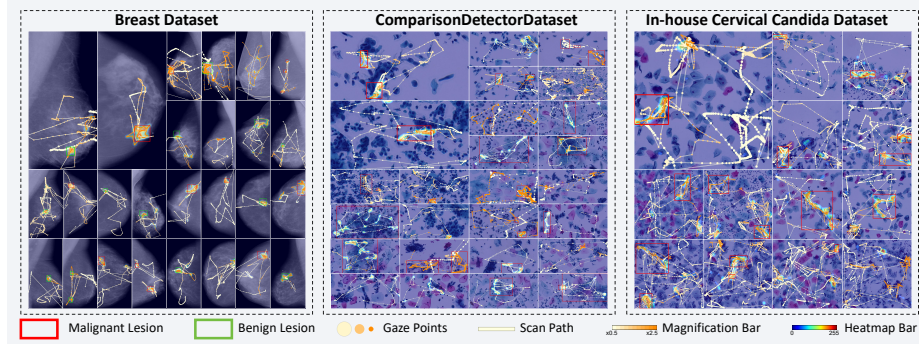 Breast Dataset
ComparisonDetectorDataset
In-house Cervical Candida Dataset
Malignant Lesion
Benign Lesion
Gaze Points
Scan Path
x0.5
x2.5
Magnification Bar
0
255
Heatmap Bar